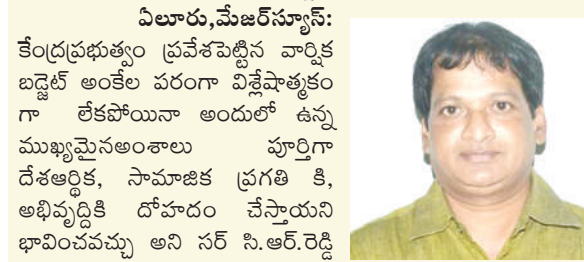 ఏలూరు,మేజర్‌స్యూస్:
కేంద్రప్రభుత్వం ప్రవేశపెట్టిన వార్షిక
బడ్జెట్ అంకేల పరంగా విశ్లేషాత్మకం
గా లేకపోయినా అందులో ఉన్న
ముఖ్యమైనఅంశాలు పూర్తిగా
దేశఆర్థిక, సామాజిక ప్రగతి కి,
అభివృద్దికి దోహదం చేస్తాయని
భావించవచ్చు అని సర్ సి.ఆర్.రెడ్డి